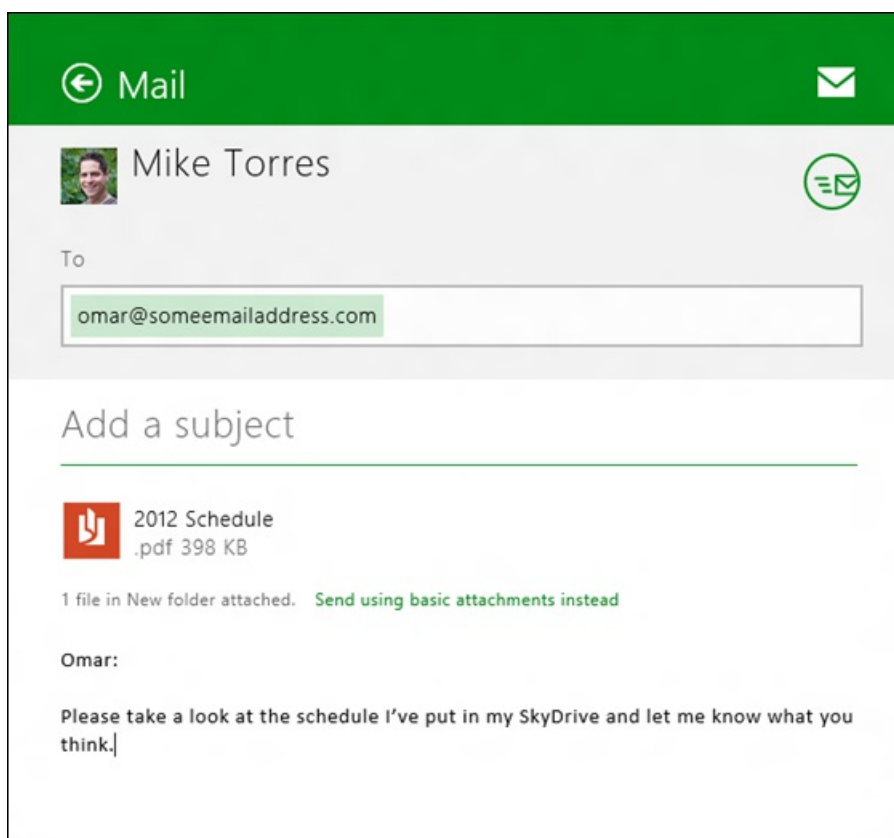 Mail
Mike Torres
To
omar@someemailaddress.com
Add a subject
2012 Schedule
.pdf 398 KB
1 file in New folder attached. Send using basic attachments instead
Omar:
Please take a look at the schedule I've put in my SkyDrive and let me know what you
think.